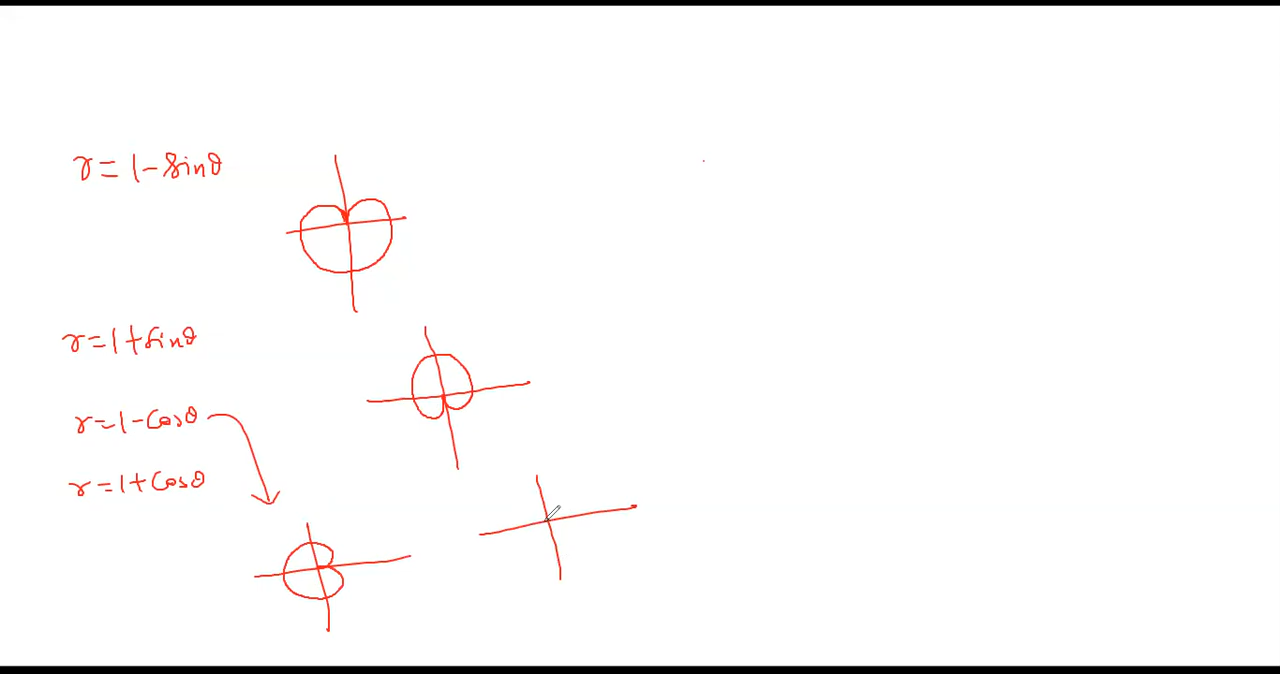 r = 1 - sinθ
r = 1 + sinθ
r = 1 - cosθ
r = 1 + cosθ